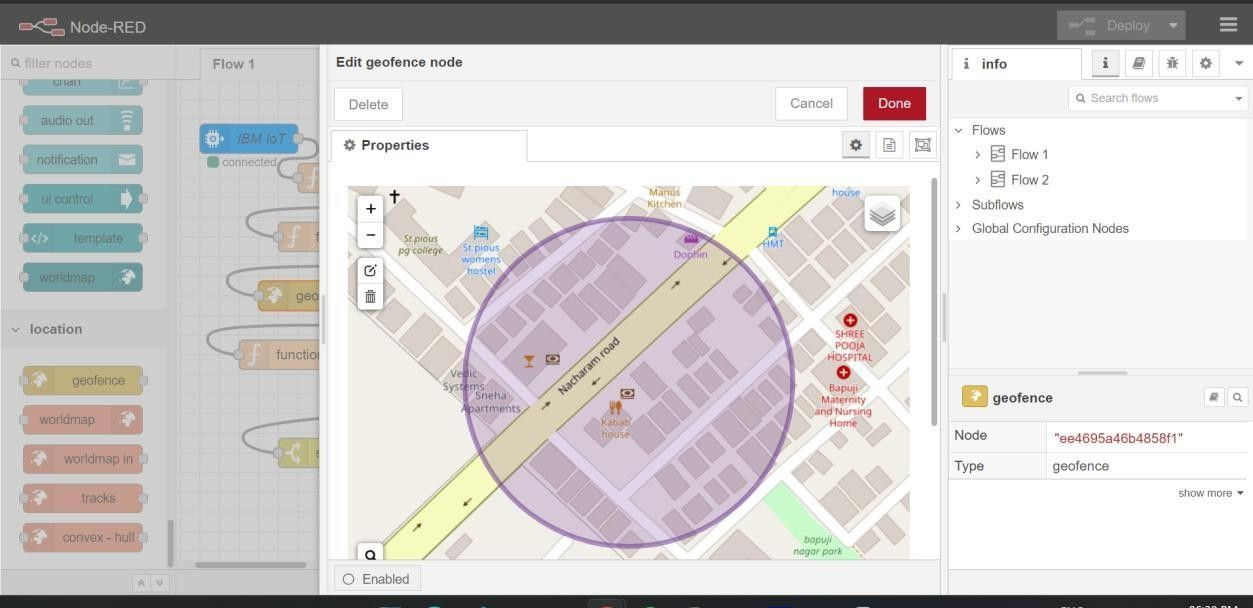 Node-RED
Deploy
filter nodes
Flow 1
Edit geofence node
info
chart
Delete
Cancel
Done
Search flows
audio out
IBM IoT
Properties
Flows
notification
connected
Flow 1
ui control
Flow 2
Subflows
template
Global Configuration Nodes
worldmap
location
geofence
function
worldmap
worldmap in
tracks
convex - hull
+
−
St.pious
pg college
St.pious
womens
hostel
Manus
Kitchen
house
Dophin
HMT
SHREE
POOJA
HOSPITAL
Bapuji
Maternity
and Nursing
Home
Nacharam road
Vedic
Systems
Sneha
Apartments
Kabab
house
bapuji
nagar park
Enabled
geofence
Node
"ee4695a46b4858f1"
Type
geofence
show more